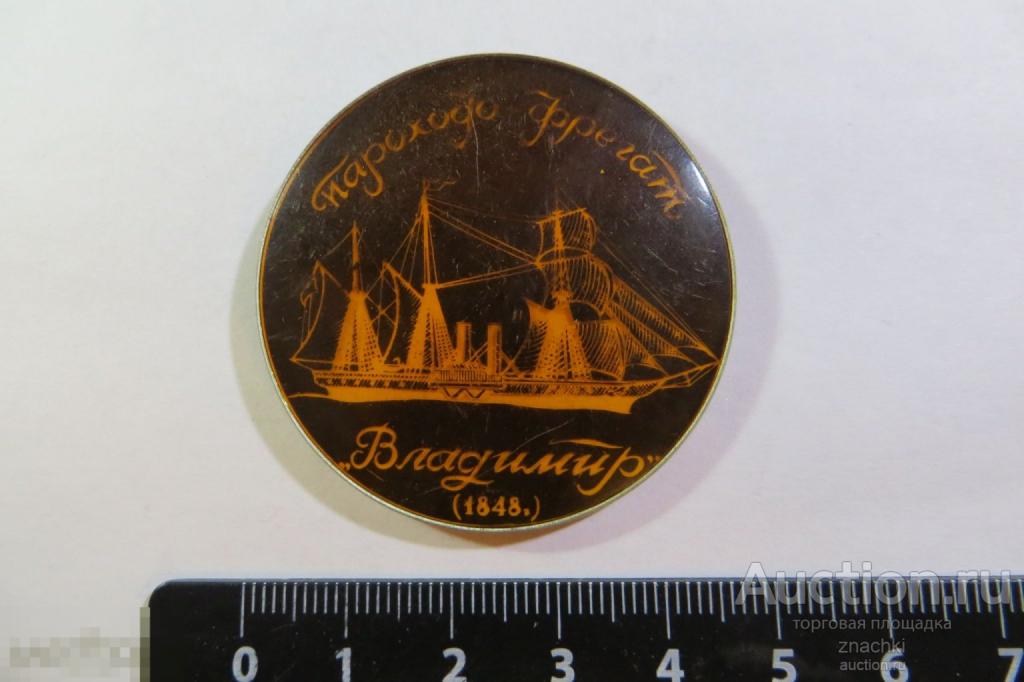 Пароходо Фрегат
„Владимир"
(1848.)
0 1 2 3 4 5 6 7
Auction.ru
торговая площадка
znachki
auction.ru